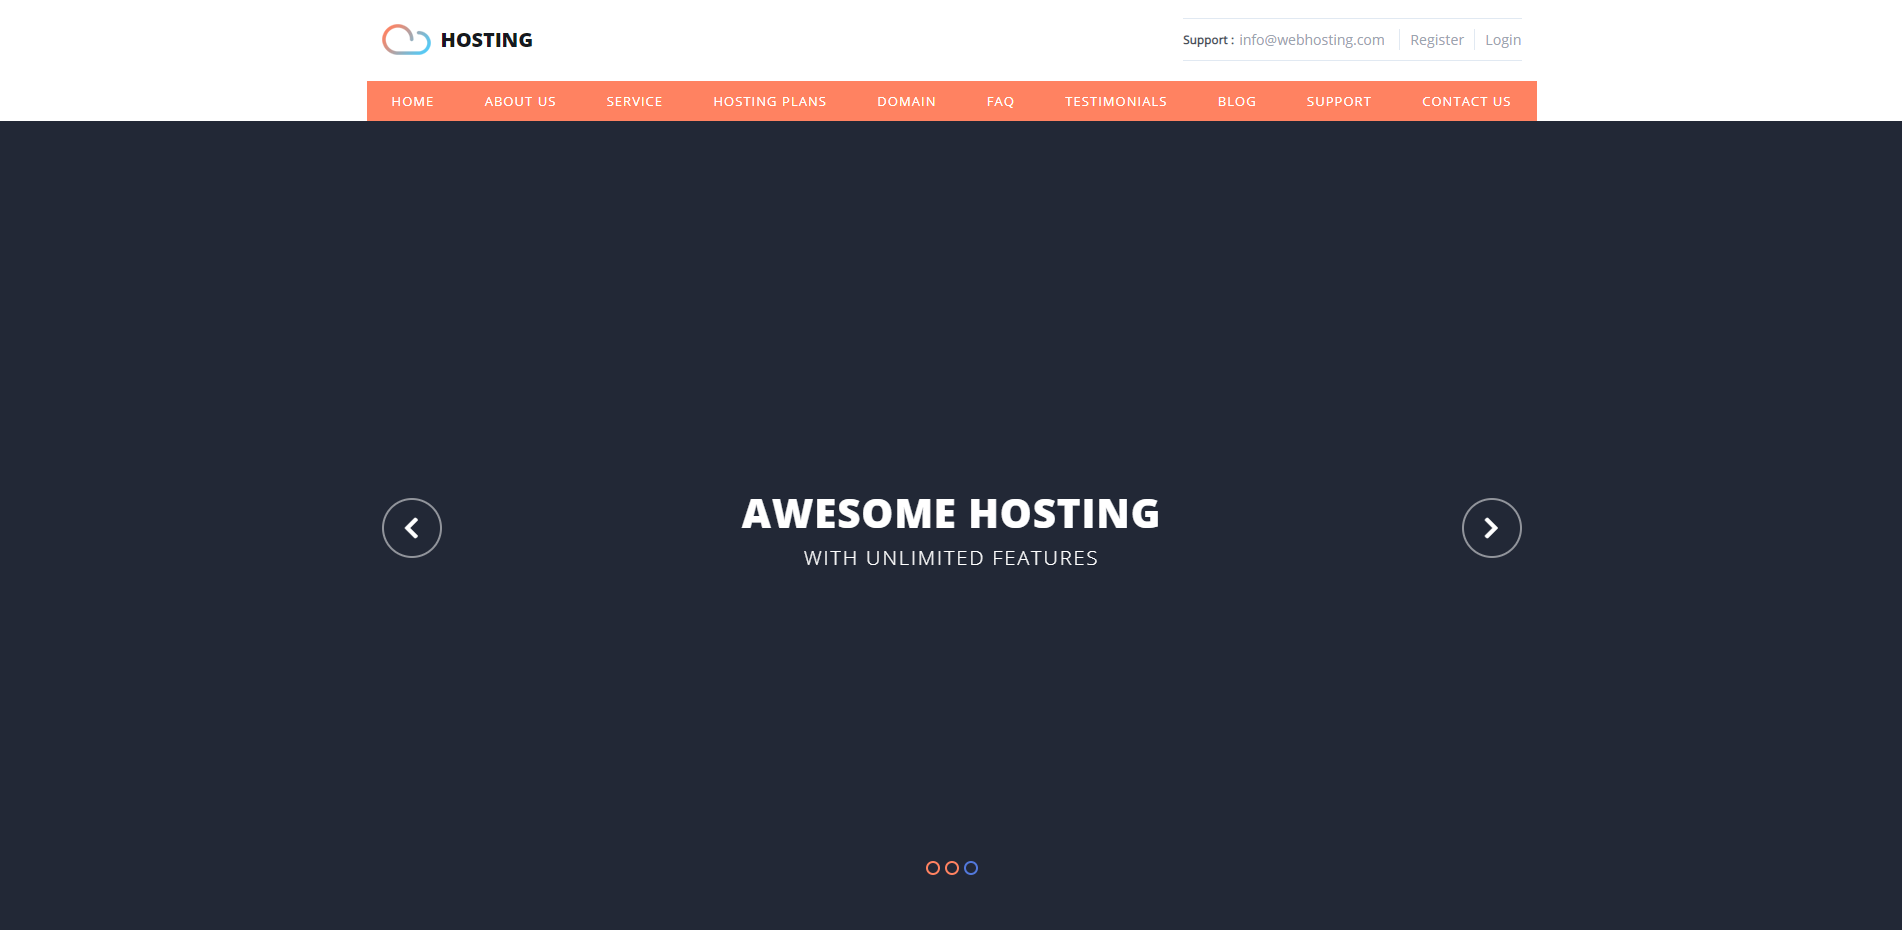 HOSTING
Support : info@webhosting.com Register Login
HOME ABOUT US SERVICE HOSTING PLANS DOMAIN FAQ TESTIMONIALS BLOG SUPPORT CONTACT US
AWESOME HOSTING
WITH UNLIMITED FEATURES